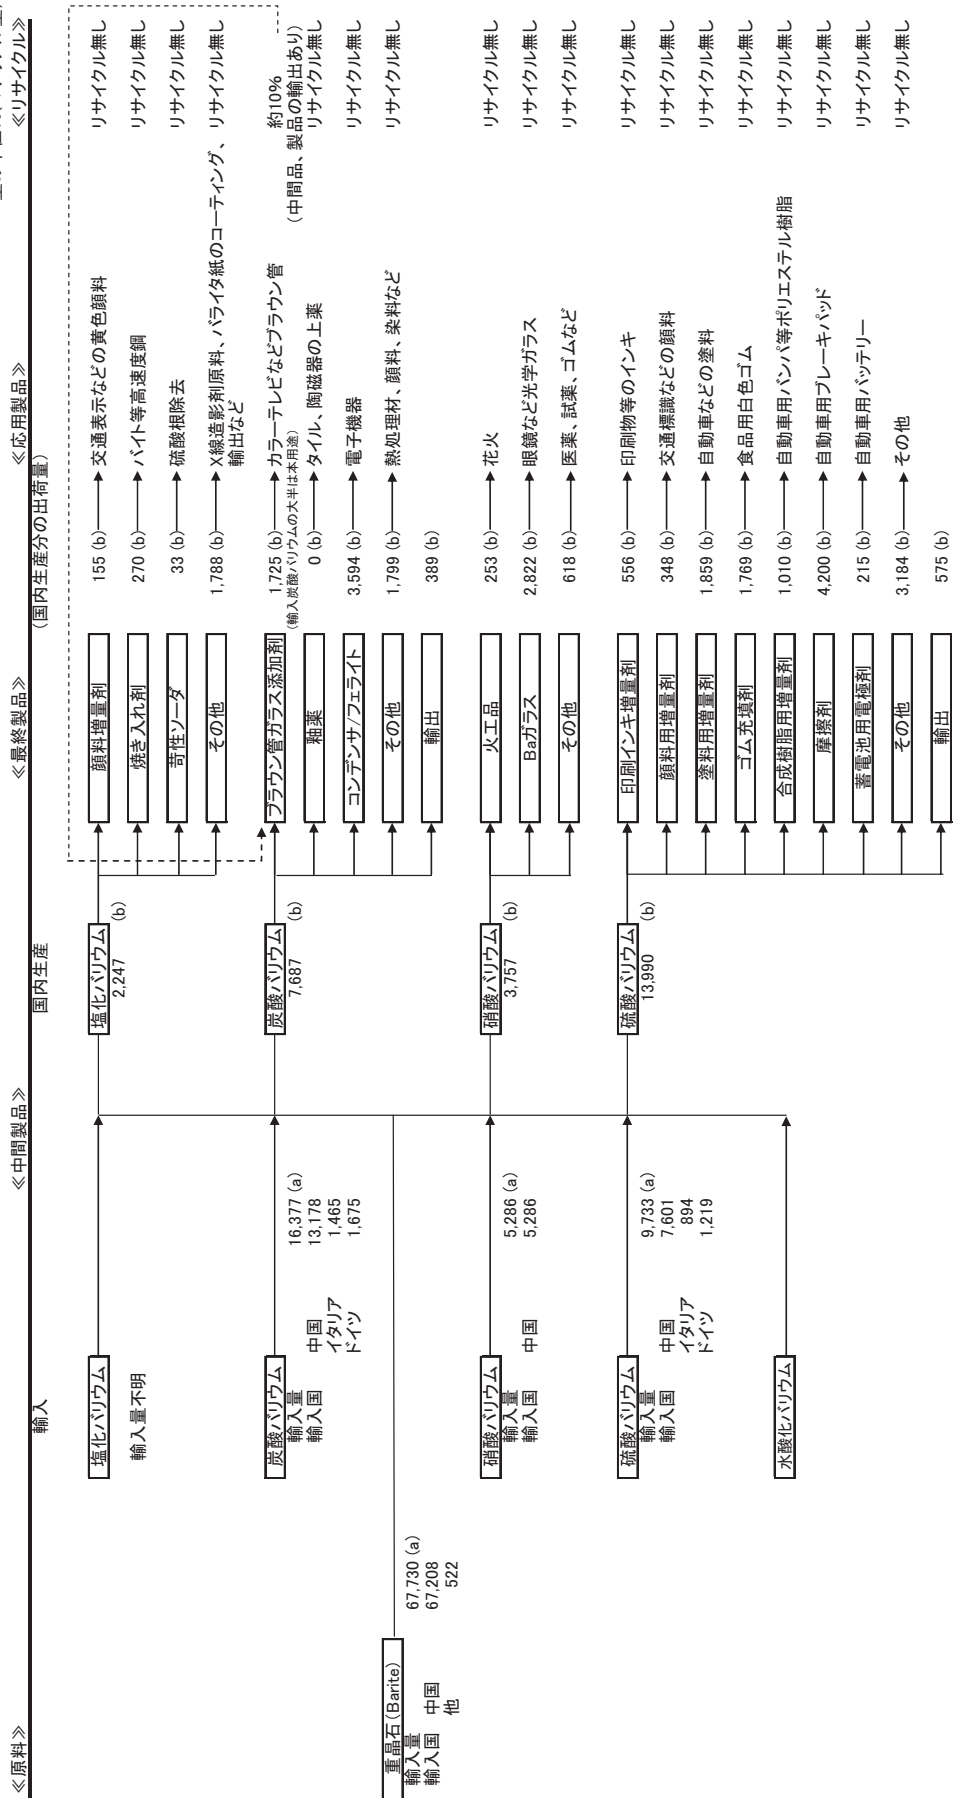 ≪原料≫
≪中間製品≫
≪最終製品≫
≪応用製品≫
≪リサイクル≫
輸入
国内生産
(国内生産分の出荷量)
重晶石(Barite)
輸入量 67,730 (a)
輸入国 中国 67,208
他 522
塩化バリウム
輸入量不明
炭酸バリウム
輸入量 16,377 (a)
輸入国 中国 13,178
イタリア 1,465
ドイツ 1,675
硝酸バリウム
輸入量 5,286 (a)
輸入国 中国 5,286
硫酸バリウム
輸入量 9,733 (a)
輸入国 中国 7,601
イタリア 894
ドイツ 1,219
水酸化バリウム
塩化バリウム
2,247 (b)
顔料増量剤 155 (b) 交通表示などの黄色顔料 リサイクル無し
焼き入れ剤 270 (b) バイト等高速度鋼 リサイクル無し
苛性ソーダ 33 (b) 硫酸根除去 リサイクル無し
その他 1,788 (b) X線造影剤原料、バライタ紙のコーティング、 リサイクル無し
輸出など
炭酸バリウム
7,687 (b)
ブラウン管ガラス添加剤 1,725 (b) カラーテレビなどブラウン管 約10%
(輸入炭酸バリウムの大半は本用途) (中間品、製品の輸出あり)
釉薬 0 (b) タイル、陶磁器の上薬 リサイクル無し
コンデンサ/フェライト 3,594 (b) 電子機器 リサイクル無し
その他 1,799 (b) 熱処理材、顔料、染料など リサイクル無し
輸出 389 (b)
硝酸バリウム
3,757 (b)
火工品 253 (b) 花火 リサイクル無し
Baガラス 2,822 (b) 眼鏡など光学ガラス リサイクル無し
その他 618 (b) 医薬、試薬、ゴムなど リサイクル無し
硫酸バリウム
13,990 (b)
印刷インキ増量剤 556 (b) 印刷物等のインキ リサイクル無し
顔料用増量剤 348 (b) 交通標識などの顔料 リサイクル無し
塗料用増量剤 1,859 (b) 自動車などの塗料 リサイクル無し
ゴム充填剤 1,769 (b) 食品用白色ゴム リサイクル無し
合成樹脂用増量剤 1,010 (b) 自動車用バンパ等ポリエステル樹脂 リサイクル無し
摩擦剤 4,200 (b) 自動車用ブレーキパッド リサイクル無し
蓄電池用電極剤 215 (b) 自動車用バッテリー リサイクル無し
その他 3,184 (b) その他 リサイクル無し
輸出 575 (b)